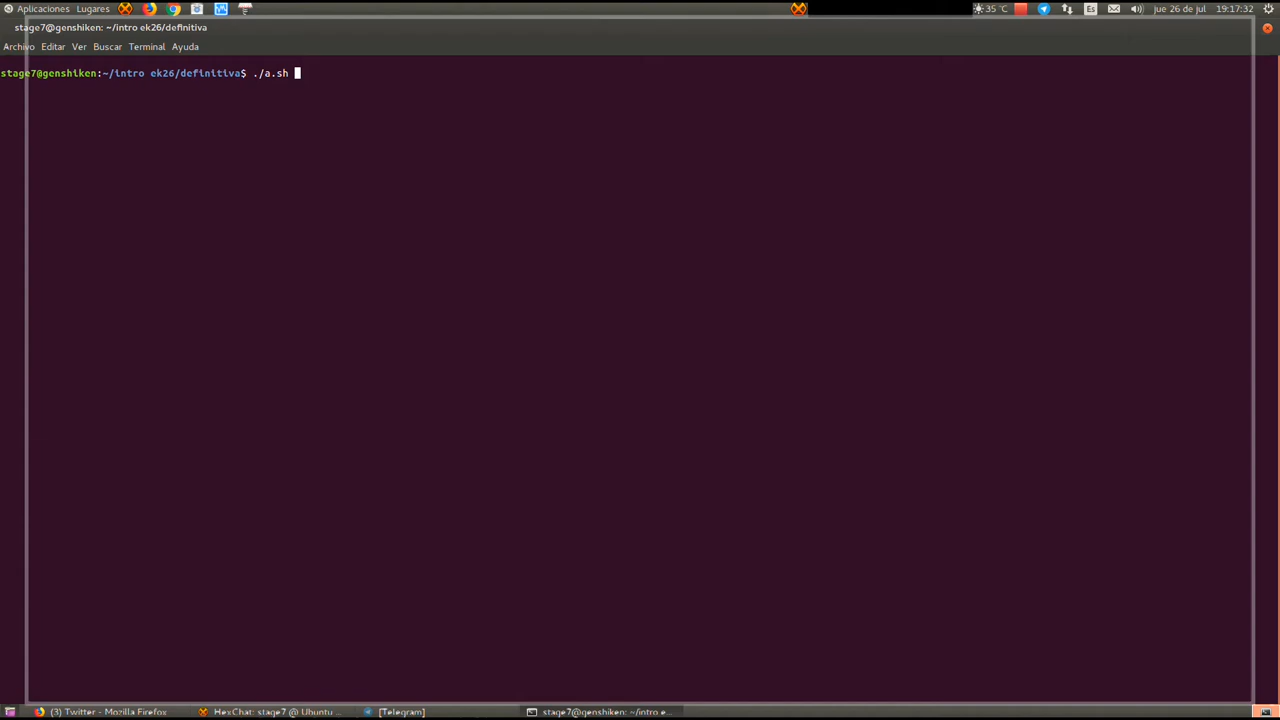 Aplicaciones Lugares 35 °C Es jue 26 de jul 19:17:32
stage7@genshiken: ~/intro ek26/definitiva
Archivo Editar Ver Buscar Terminal Ayuda
stage7@genshiken:~/intro ek26/definitiva$ ./a.sh
(3) Twitter - Mozilla Firefox HexChat: stage7 @ Ubuntu ... [Telegram] stage7@genshiken: ~/intro e...